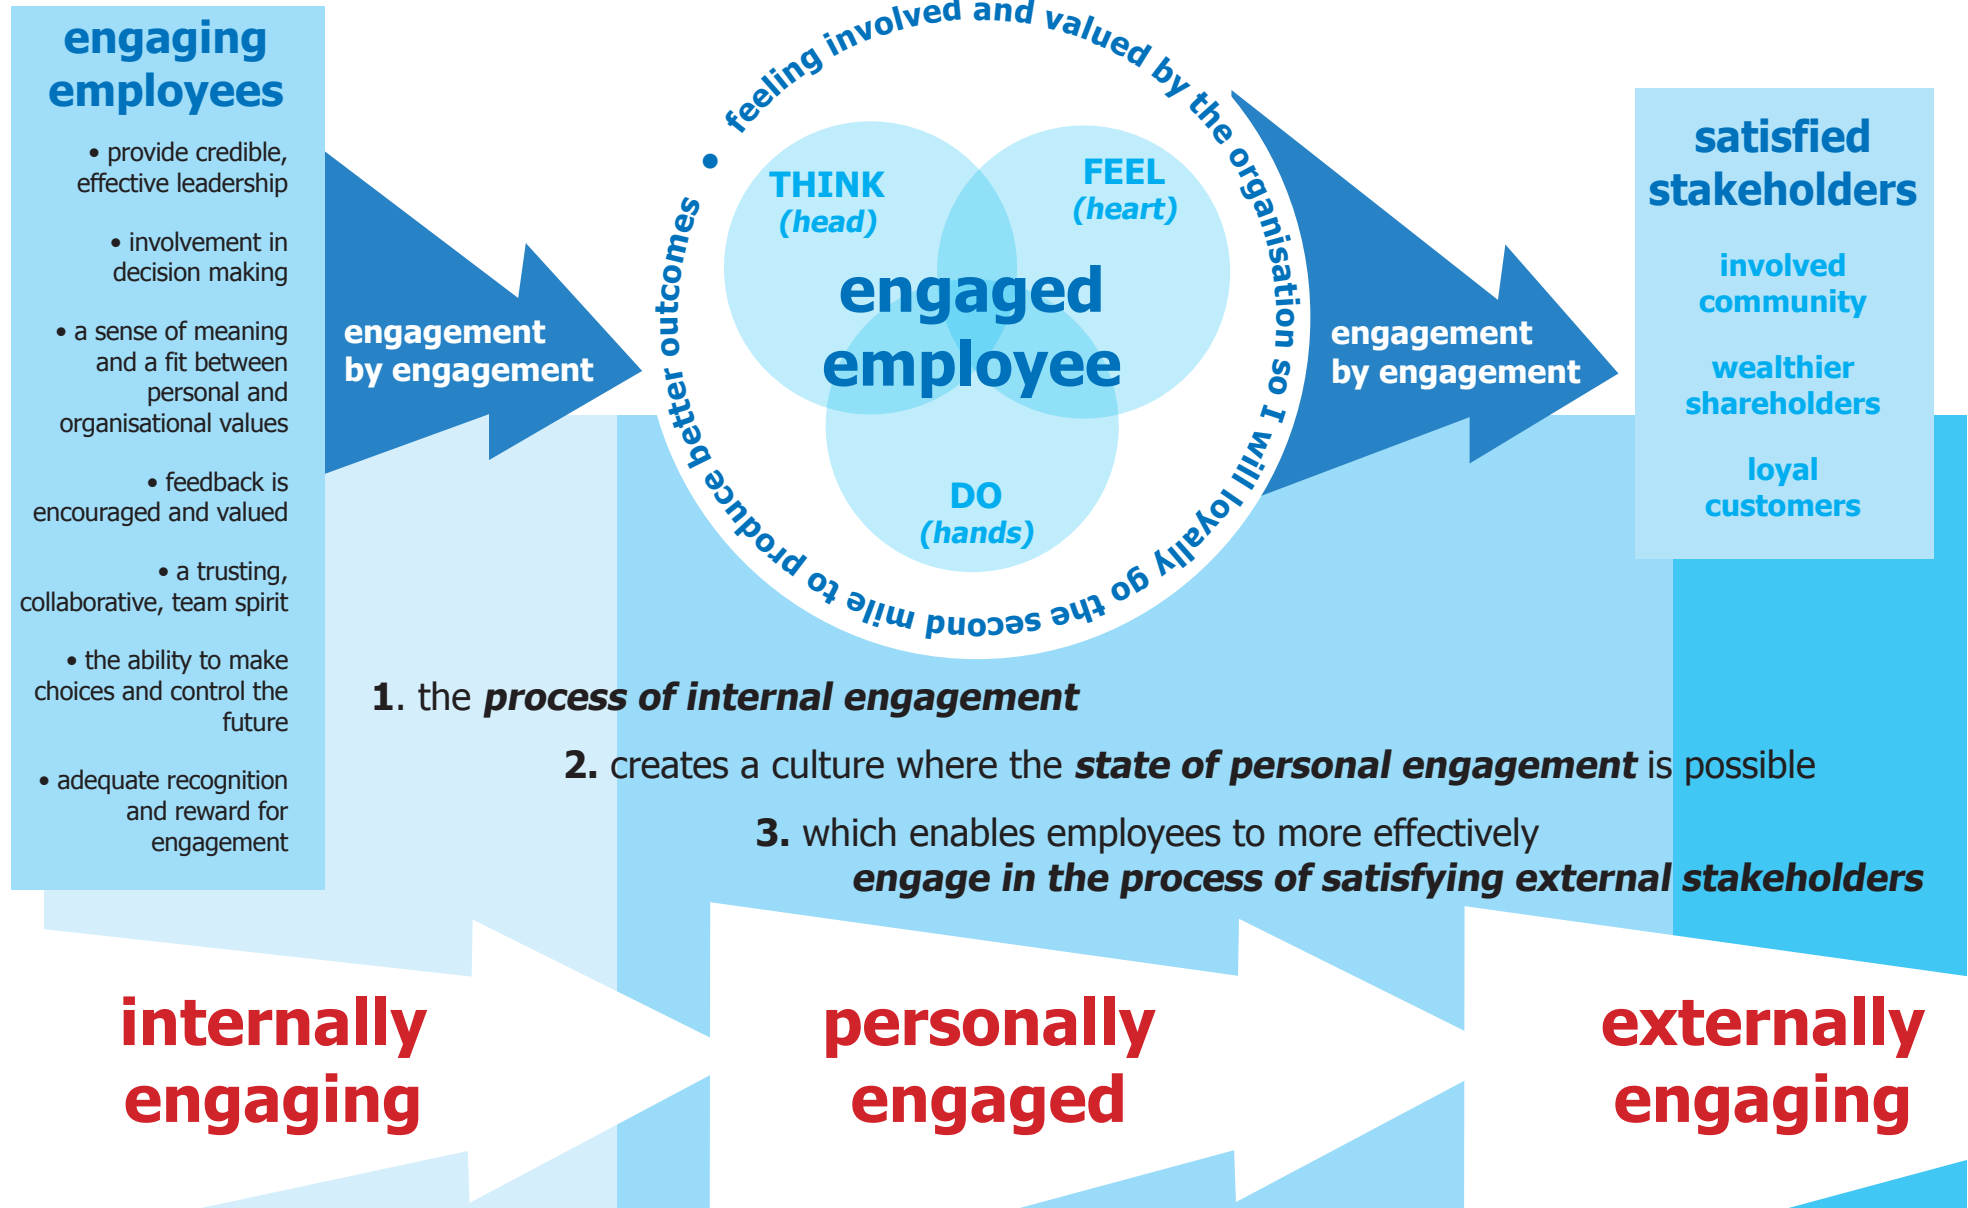 engaging
employees
• provide credible,
effective leadership
• involvement in
decision making
• a sense of meaning
and a fit between
personal and
organisational values
• feedback is
encouraged and valued
• a trusting,
collaborative, team spirit
• the ability to make
choices and control the
future
• adequate recognition
and reward for
engagement
engagement
by engagement
• feeling involved and valued by the organisation so I will loyally go the second mile to produce better outcomes
THINK
(head)
FEEL
(heart)
engaged
employee
DO
(hands)
engagement
by engagement
satisfied
stakeholders
involved
community
wealthier
shareholders
loyal
customers
1. the process of internal engagement
2. creates a culture where the state of personal engagement is possible
3. which enables employees to more effectively
engage in the process of satisfying external stakeholders
internally
engaging
personally
engaged
externally
engaging